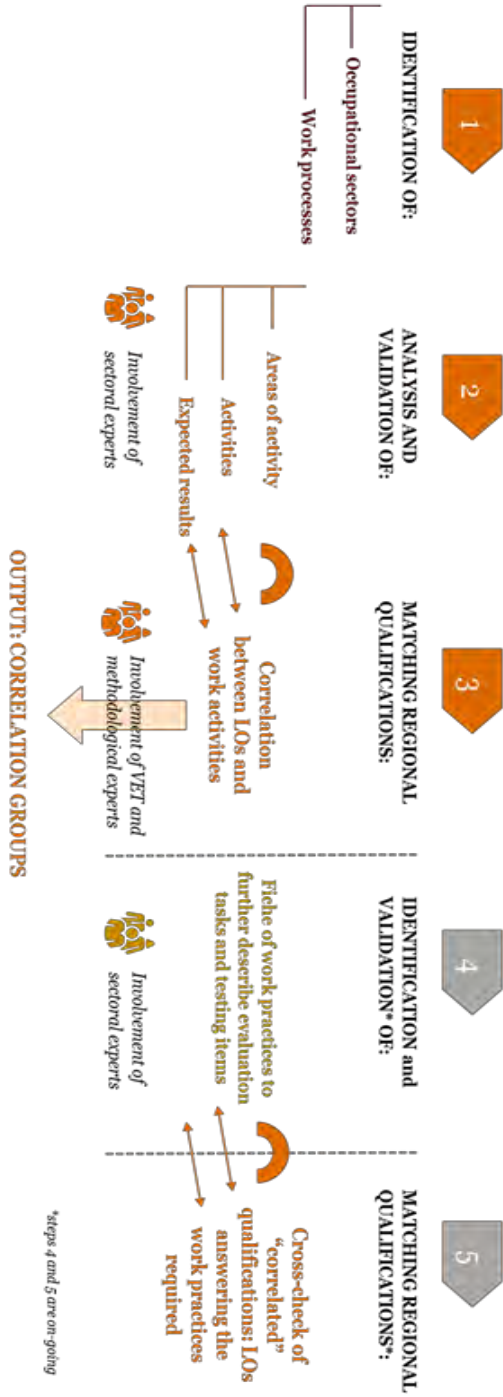 1
IDENTIFICATION OF:
Occupational sectors
Work processes
2
ANALYSIS AND
VALIDATION OF:
Areas of activity
Activities
Expected results
Involvement of
sectoral experts
3
MATCHING REGIONAL
QUALIFICATIONS:
Correlation
between LOs and
work activities
Involvement of VET and
methodological experts
OUTPUT: CORRELATION GROUPS
4
IDENTIFICATION and
VALIDATION* OF:
Fiche of work practices to
further describe evaluation
tasks and testing items
Involvement of
sectoral experts
5
MATCHING REGIONAL
QUALIFICATIONS*:
Cross-check of
“correlated”
qualifications: LOs
answering the
work practices
required
*steps 4 and 5 are on-going